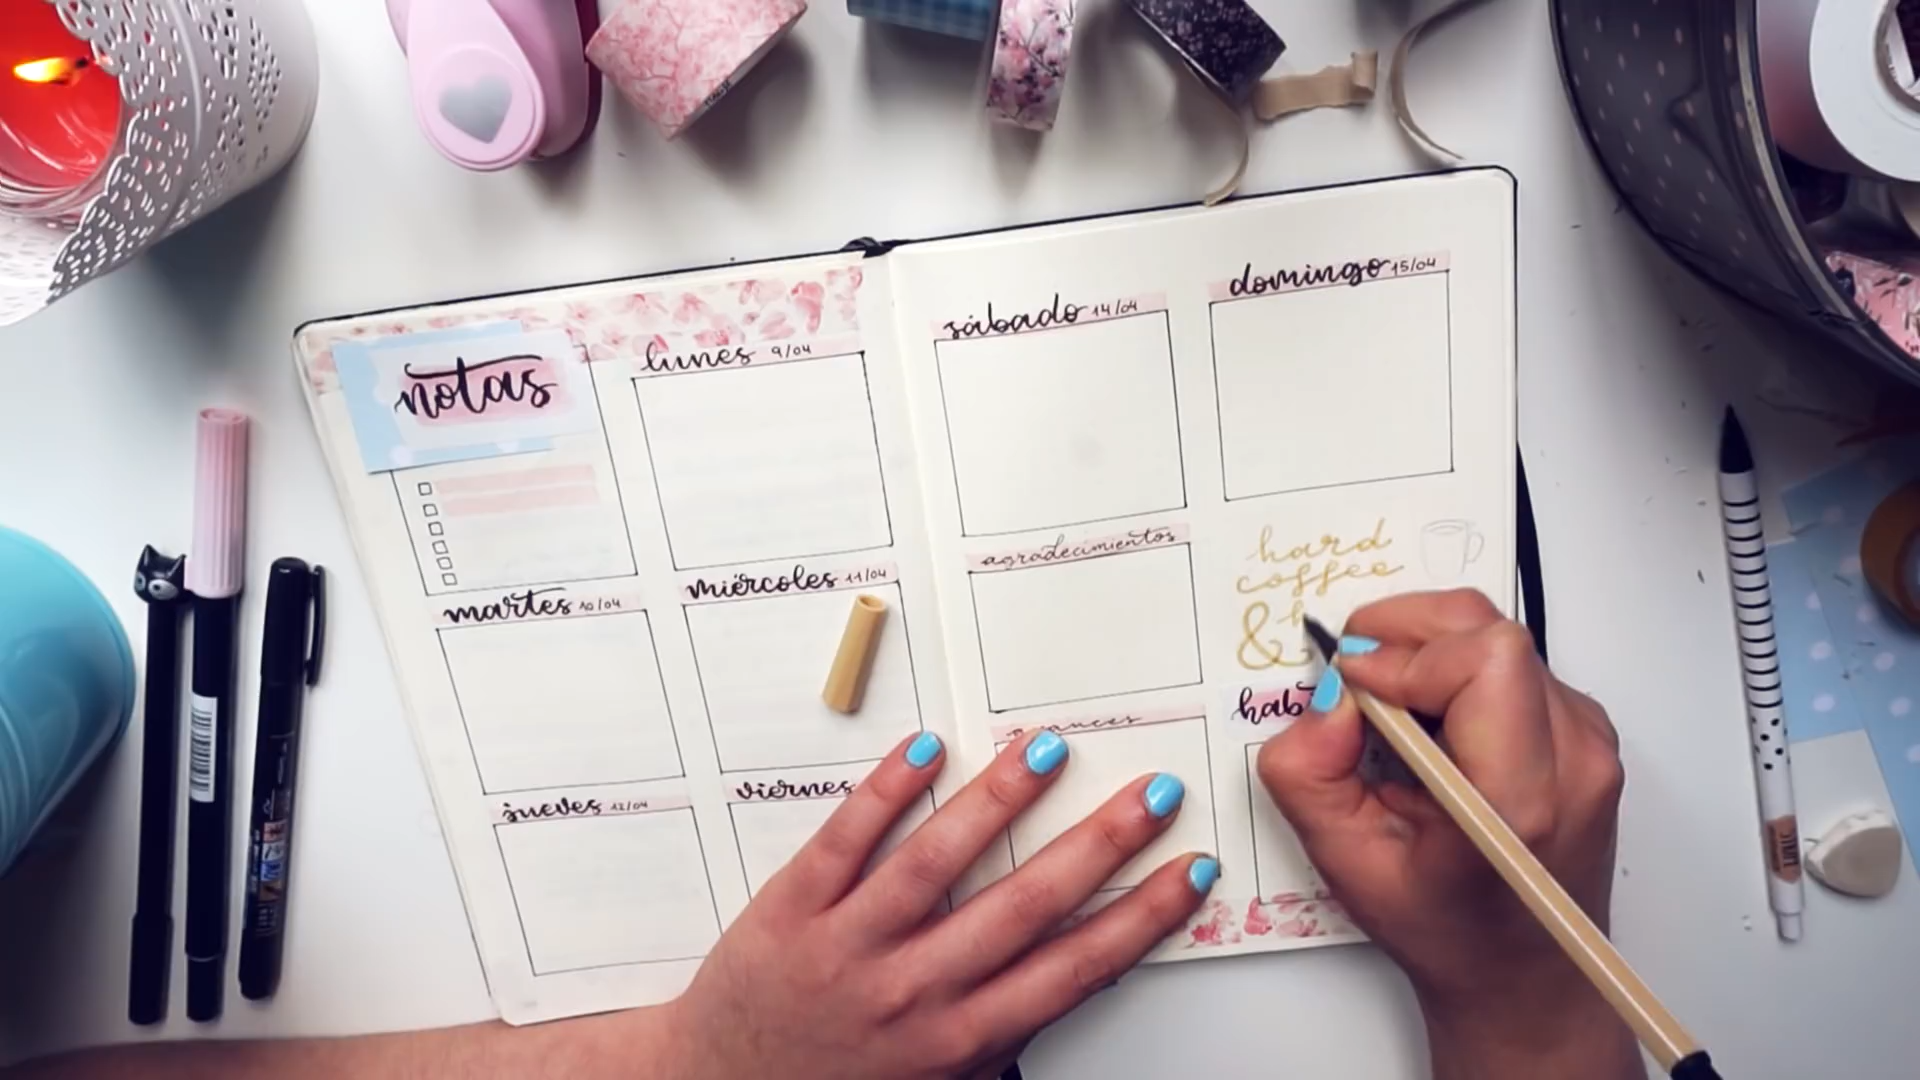 notas
lunes 9/04
martes 10/04
miércoles 11/04
jueves 12/04
viernes
sábado 14/04
domingo 15/04
agradecimientos
hard
coffee
& h
hab